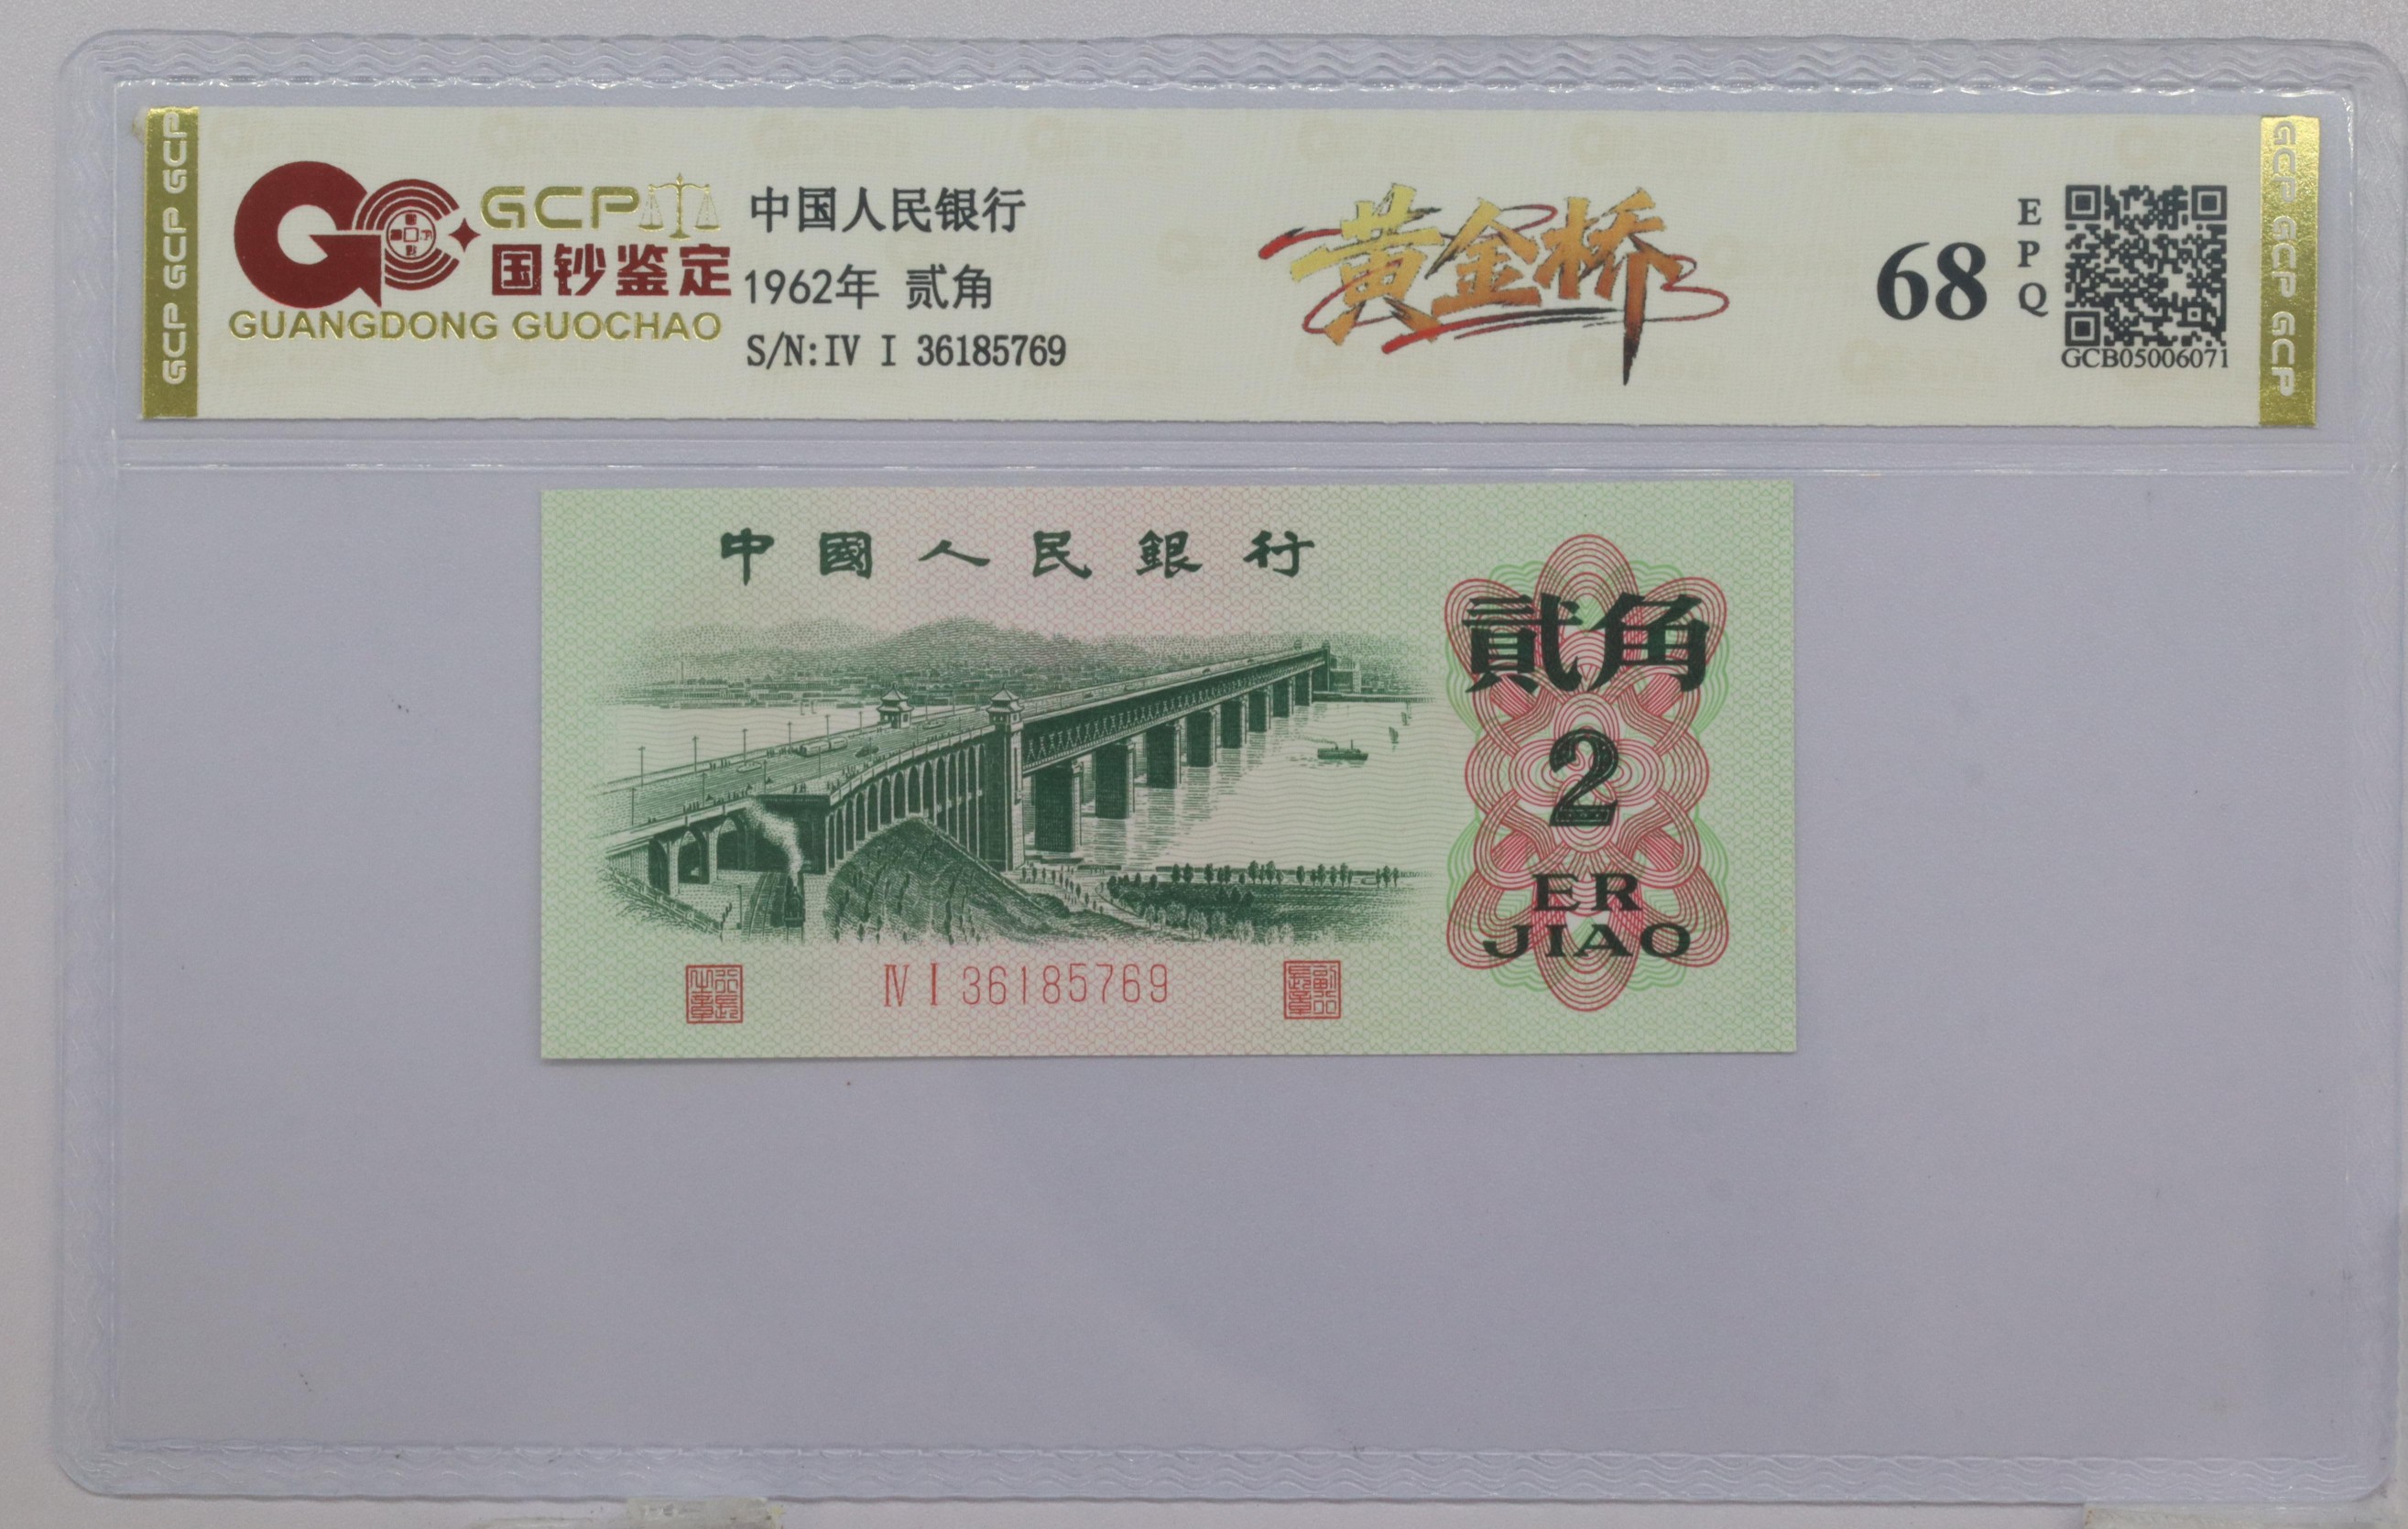 GCP GCP GCP
GCP
国钞鉴定
GUANGDONG GUOCHAO
中国人民银行
1962年 贰角
S/N:IV I 36185769
黄金桥
68
EPQ
GCB05006071
GCP GCP GCP
中國人民銀行
貳角
2
ER
JIAO
IV I 36185769